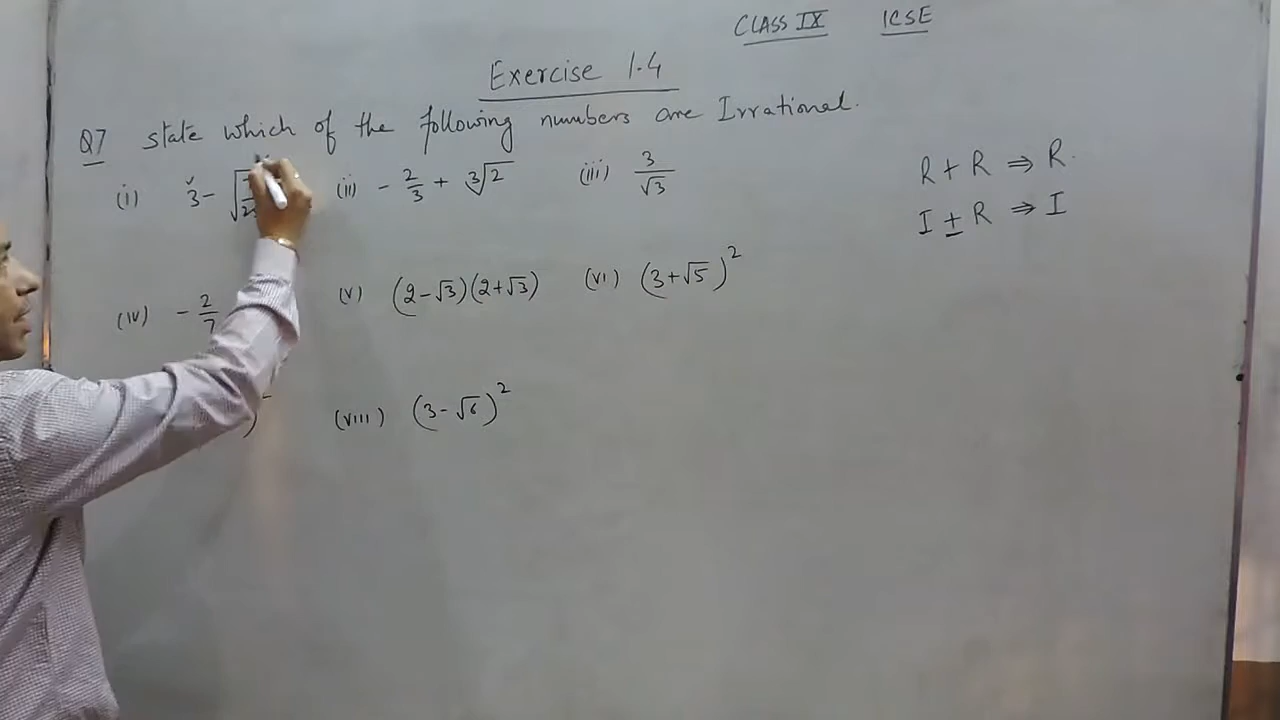 CLASS IX ICSE
Exercise 1.4
Q7 state which of the following numbers are Irrational.
(i) 3 - √ (ii) - 2/3 + ∛2 (iii) 3/√3
R + R ⇒ R
I ± R ⇒ I
(iv) - 2/7 (v) (2-√3)(2+√3) (vi) (3+√5)²
(viii) (3-√6)²